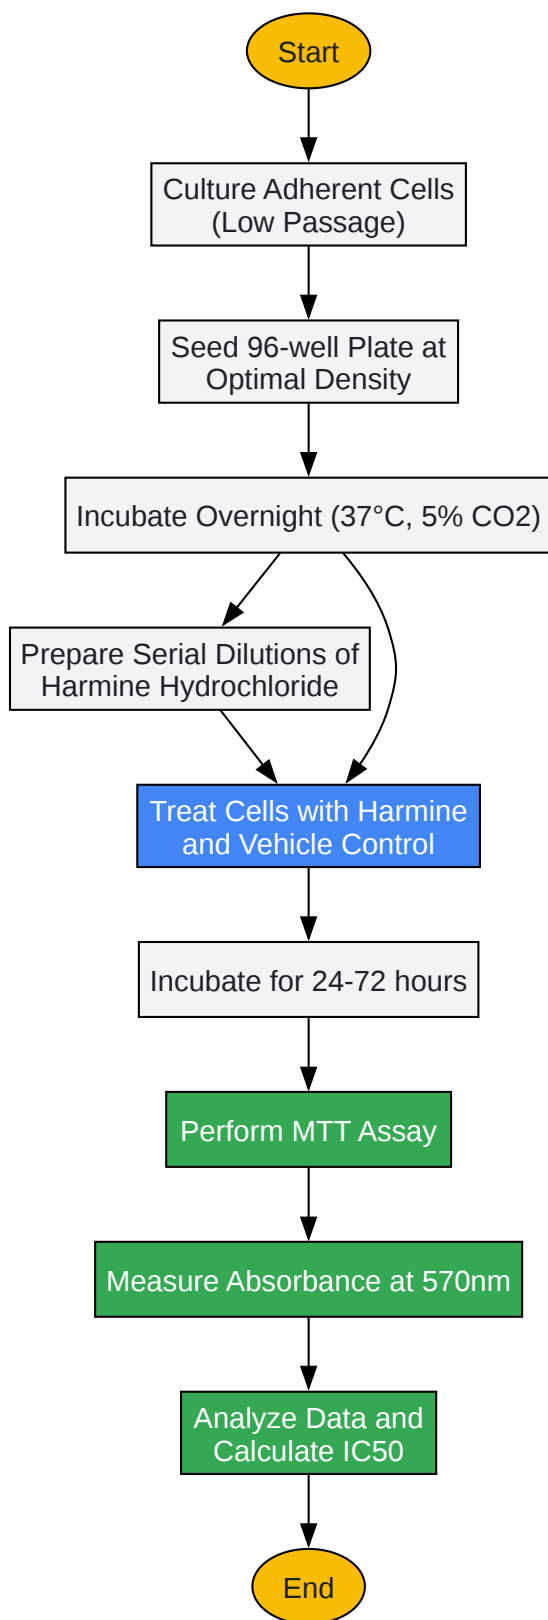 Start
Culture Adherent Cells
(Low Passage)
Seed 96-well Plate at
Optimal Density
Incubate Overnight (37°C, 5% CO2)
Prepare Serial Dilutions of
Harmine Hydrochloride
Treat Cells with Harmine
and Vehicle Control
Incubate for 24-72 hours
Perform MTT Assay
Measure Absorbance at 570nm
Analyze Data and
Calculate IC50
End